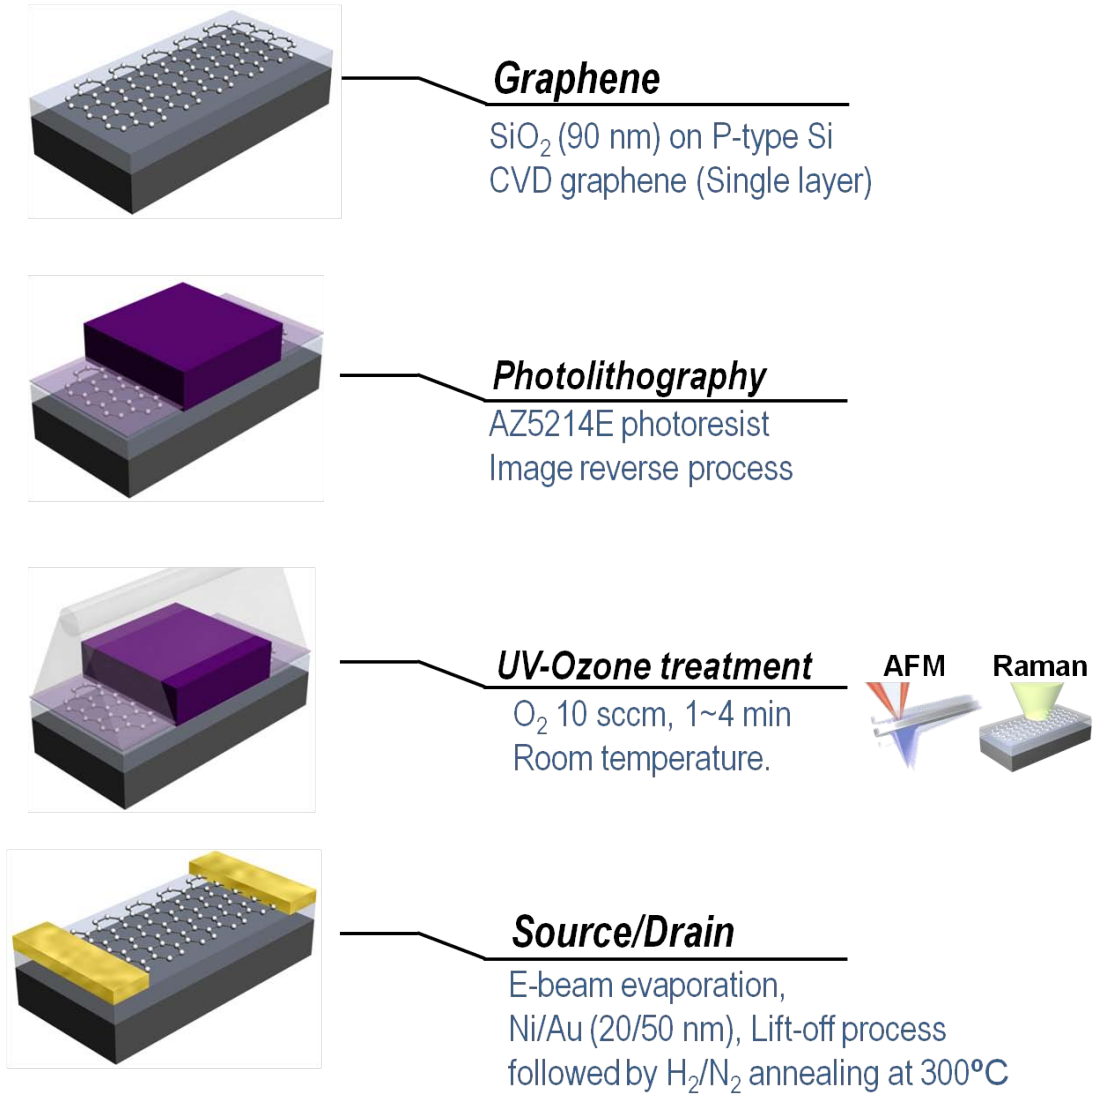 Graphene
SiO₂ (90 nm) on P-type Si
CVD graphene (Single layer)
Photolithography
AZ5214E photoresist
Image reverse process
UV-Ozone treatment
O₂ 10 sccm, 1~4 min
Room temperature.
AFM
Raman
Source/Drain
E-beam evaporation,
Ni/Au (20/50 nm), Lift-off process
followed by H₂/N₂ annealing at 300ºC